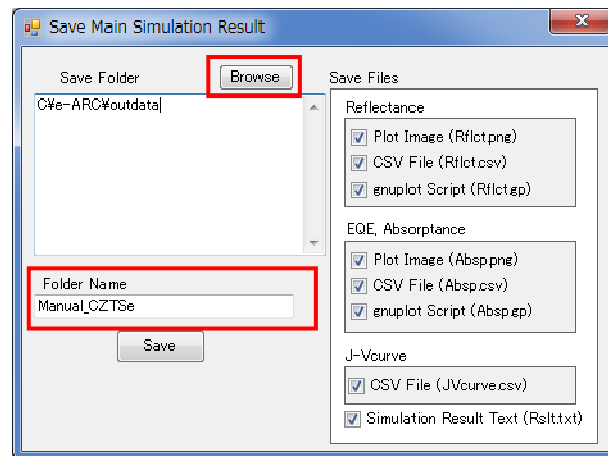 Save Main Simulation Result
Save Folder
Browse
C¥e-ARC¥outdata
Folder Name
Manual_CZTSe
Save
Save Files
Reflectance
Plot Image (Rflct.png)
CSV File (Rflct.csv)
gnuplot Script (Rflct.gp)
EQE, Absorptance
Plot Image (Absp.png)
CSV File (Absp.csv)
gnuplot Script (Absp.gp)
J-Vcurve
CSV File (JVcurve.csv)
Simulation Result Text (Rslt.txt)